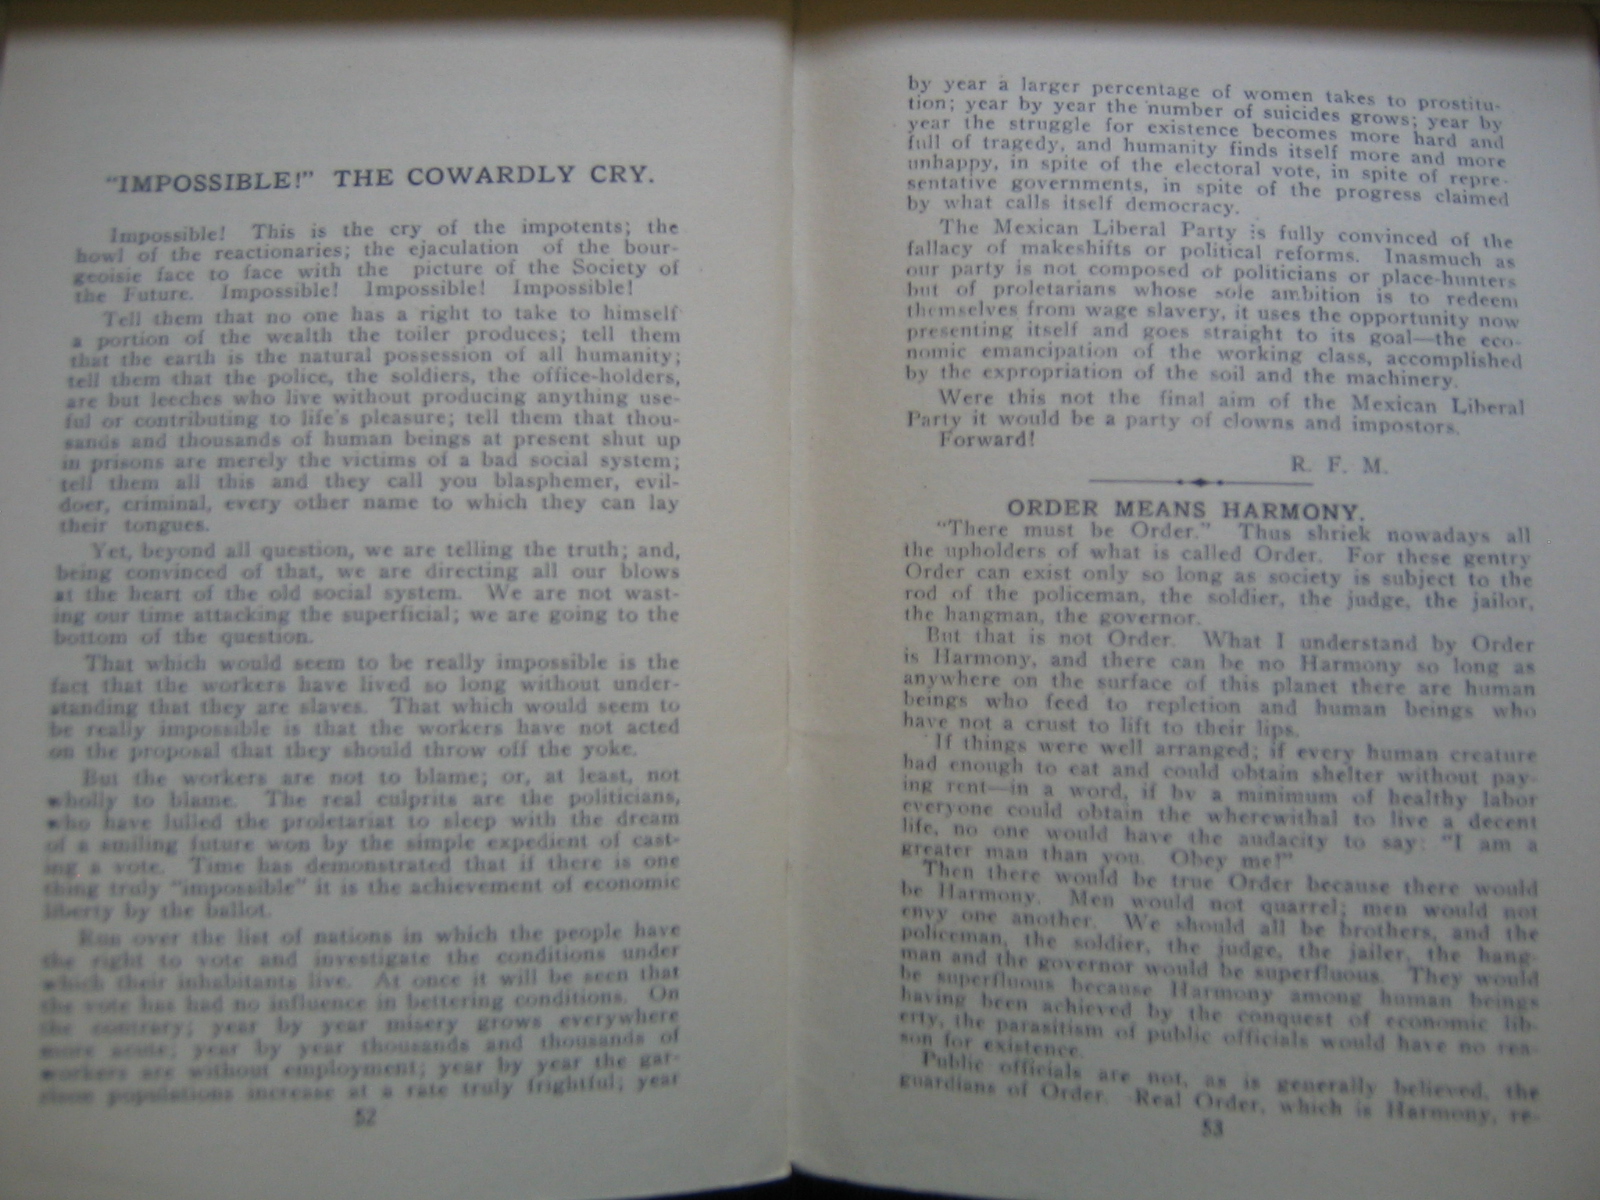 "IMPOSSIBLE!" THE COWARDLY CRY.
Impossible! This is the cry of the impotents; the
howl of the reactionaries; the ejaculation of the bour-
geoisie face to face with the picture of the Society of
the Future. Impossible! Impossible! Impossible!
Tell them that no one has a right to take to himself
a portion of the wealth the toiler produces; tell them
that the earth is the natural possession of all humanity;
tell them that the police, the soldiers, the office-holders,
are but leeches who live without producing anything use-
ful or contributing to life's pleasure; tell them that thou-
sands and thousands of human beings at present shut up
in prisons are merely the victims of a bad social system;
tell them all this and they call you blasphemer, evil-
doer, criminal, every other name to which they can lay
their tongues.
Yet, beyond all question, we are telling the truth; and,
being convinced of that, we are directing all our blows
at the heart of the old social system. We are not wast-
ing our time attacking the superficial; we are going to the
bottom of the question.
That which would seem to be really impossible is the
fact that the workers have lived so long without under-
standing that they are slaves. That which would seem to
be really impossible is that the workers have not acted
on the proposal that they should throw off the yoke.
But the workers are not to blame; or, at least, not
wholly to blame. The real culprits are the politicians,
who have lulled the proletariat to sleep with the dream
of a smiling future won by the simple expedient of cast-
ing a vote. Time has demonstrated that if there is one
thing truly "impossible" it is the achievement of economic
liberty by the ballot.
Run over the list of nations in which the people have
the right to vote and investigate the conditions under
which their inhabitants live. At once it will be seen that
the vote has had no influence in bettering conditions. On
the contrary; year by year misery grows everywhere
more acute; year by year thousands and thousands of
workers are without employment; year by year the gar-
rison populations increase at a rate truly frightful; year
52
by year a larger percentage of women takes to prostitu-
tion; year by year the number of suicides grows; year by
year the struggle for existence becomes more hard and
full of tragedy, and humanity finds itself more and more
unhappy, in spite of the electoral vote, in spite of repre-
sentative governments, in spite of the progress claimed
by what calls itself democracy.
The Mexican Liberal Party is fully convinced of the
fallacy of makeshifts or political reforms. Inasmuch as
our party is not composed of politicians or place-hunters
but of proletarians whose sole ambition is to redeem
themselves from wage slavery, it uses the opportunity now
presenting itself and goes straight to its goal—the eco-
nomic emancipation of the working class, accomplished
by the expropriation of the soil and the machinery.
Were this not the final aim of the Mexican Liberal
Party it would be a party of clowns and impostors.
Forward!
R. F. M.
ORDER MEANS HARMONY.
"There must be Order." Thus shriek nowadays all
the upholders of what is called Order. For these gentry
Order can exist only so long as society is subject to the
rod of the policeman, the soldier, the judge, the jailor,
the hangman, the governor.
But that is not Order. What I understand by Order
is Harmony, and there can be no Harmony so long as
anywhere on the surface of this planet there are human
beings who feed to repletion and human beings who
have not a crust to lift to their lips.
If things were well arranged; if every human creature
had enough to eat and could obtain shelter without pay-
ing rent—in a word, if by a minimum of healthy labor
everyone could obtain the wherewithal to live a decent
life, no one would have the audacity to say: "I am a
greater man than you. Obey me!"
Then there would be true Order because there would
be Harmony. Men would not quarrel; men would not
envy one another. We should all be brothers, and the
policeman, the soldier, the judge, the jailer, the hang-
man and the governor would be superfluous. They would
be superfluous because Harmony among human beings
having been achieved by the conquest of economic lib-
erty, the parasitism of public officials would have no rea-
son for existence.
Public officials are not, as is generally believed, the
guardians of Order. Real Order, which is Harmony, re-
53